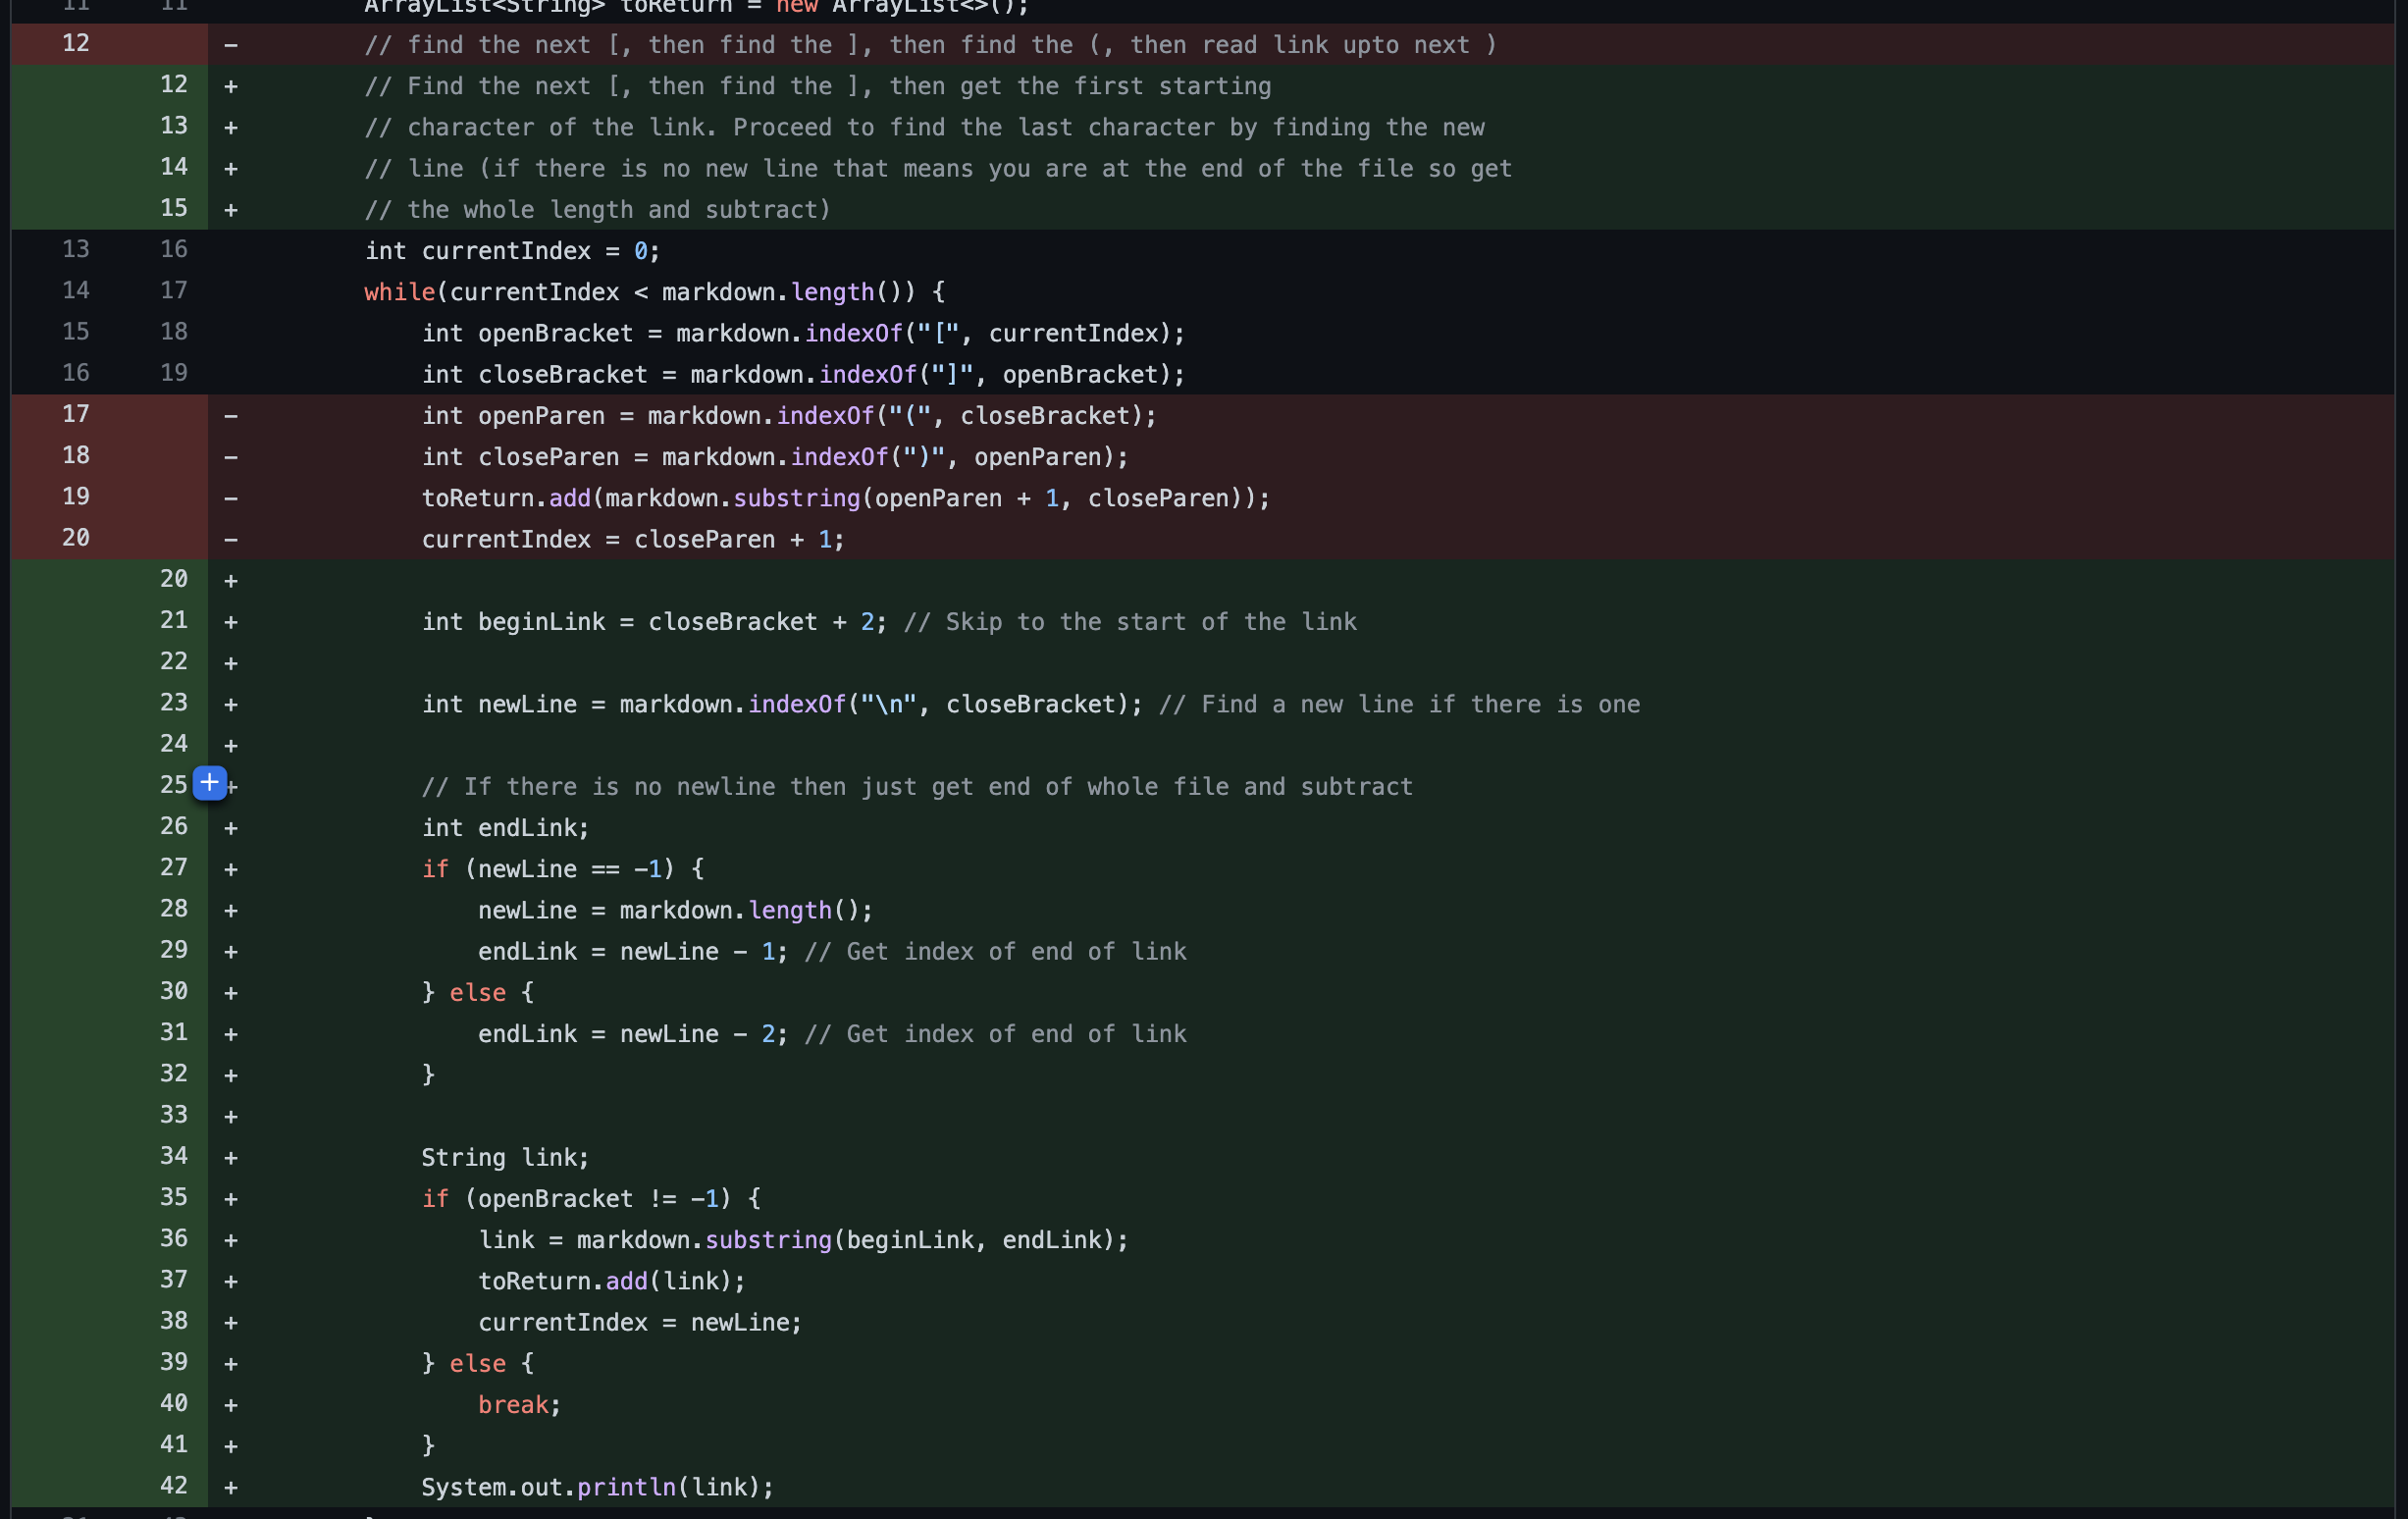 11 11 ArrayList<String> toReturn = new ArrayList<>();
12 - // find the next [, then find the ], then find the (, then read link upto next )
12 + // Find the next [, then find the ], then get the first starting
13 + // character of the link. Proceed to find the last character by finding the new
14 + // line (if there is no new line that means you are at the end of the file so get
15 + // the whole length and subtract)
13 16 int currentIndex = 0;
14 17 while(currentIndex < markdown.length()) {
15 18 int openBracket = markdown.indexOf("[", currentIndex);
16 19 int closeBracket = markdown.indexOf("]", openBracket);
17 - int openParen = markdown.indexOf("(", closeBracket);
18 - int closeParen = markdown.indexOf(")", openParen);
19 - toReturn.add(markdown.substring(openParen + 1, closeParen));
20 - currentIndex = closeParen + 1;
20 +
21 + int beginLink = closeBracket + 2; // Skip to the start of the link
22 +
23 + int newLine = markdown.indexOf("\n", closeBracket); // Find a new line if there is one
24 +
25 + // If there is no newline then just get end of whole file and subtract
26 + int endLink;
27 + if (newLine == -1) {
28 + newLine = markdown.length();
29 + endLink = newLine - 1; // Get index of end of link
30 + } else {
31 + endLink = newLine - 2; // Get index of end of link
32 + }
33 +
34 + String link;
35 + if (openBracket != -1) {
36 + link = markdown.substring(beginLink, endLink);
37 + toReturn.add(link);
38 + currentIndex = newLine;
39 + } else {
40 + break;
41 + }
42 + System.out.println(link);